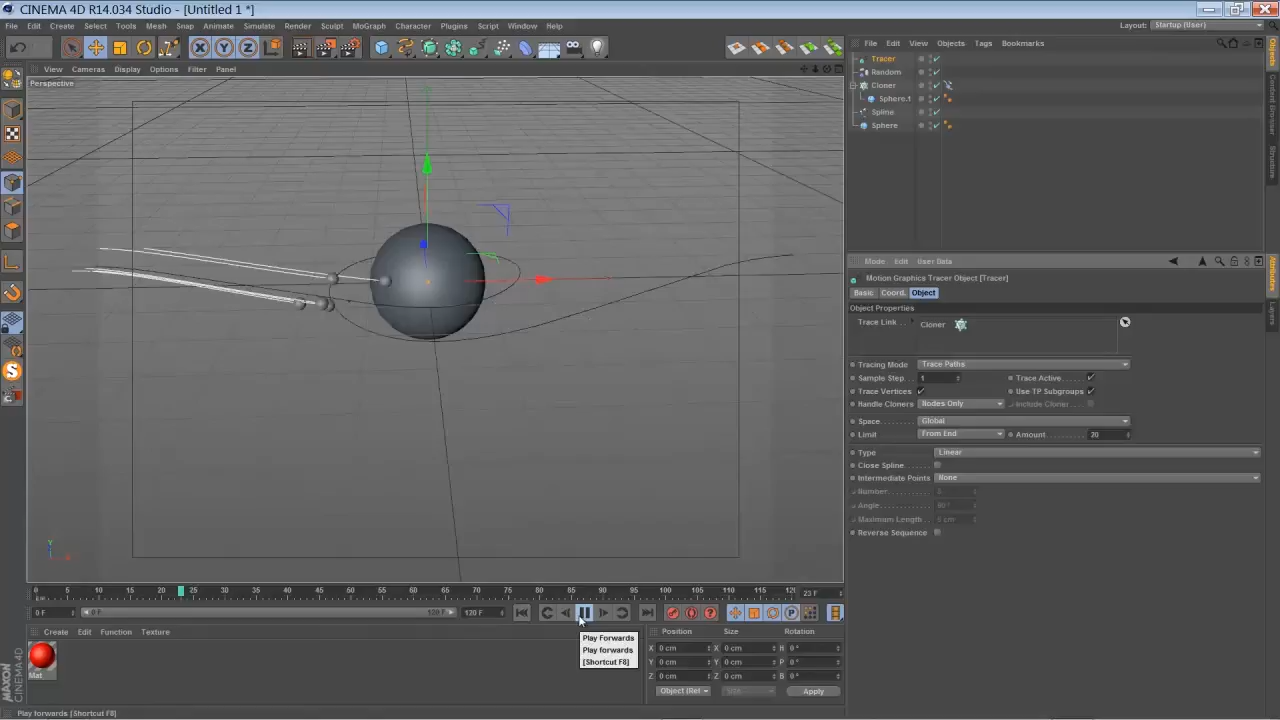 CINEMA 4D R14.034 Studio - [Untitled 1 *]
File Edit Create Select Tools Mesh Snap Animate Simulate Render Sculpt MoGraph Character Plugins Script Window Help
Layout: Startup (User)
View Cameras Display Options Filter Panel
Perspective
File Edit View Objects Tags Bookmarks
Tracer
Random
Cloner
Sphere.1
Spline
Sphere
Objects
Content Browser
Structure
Mode Edit User Data
Motion Graphics Tracer Object [Tracer]
Basic Coord. Object
Object Properties
Trace Link . . Cloner
Tracing Mode Trace Paths
Sample Step. . . 1 Trace Active . . . . .
Trace Vertices Use TP Subgroups
Handle Cloners Nodes Only Include Cloner
Space. Global
Limit From End Amount. 20
Type Linear
Close Spline.
Intermediate Points None
Number.
Angle.
Maximum Length.
Reverse Sequence
Attributes
Layers
0 5 10 15 20 25 30 35 40 45 50 55 60 65 70 75 80 85 90 95 100 105 110 115 120 23 F
0 F 0 F 120 F 120 F
Play Forwards
Play forwards
[Shortcut F8]
Create Edit Function Texture
Mat
Position Size Rotation
X 0 cm X 0 cm H 0 °
Y 0 cm Y 0 cm P 0 °
Z 0 cm Z 0 cm B 0 °
Object (Rel Size Apply
MAXON
CINEMA 4D
Play forwards [Shortcut F8]